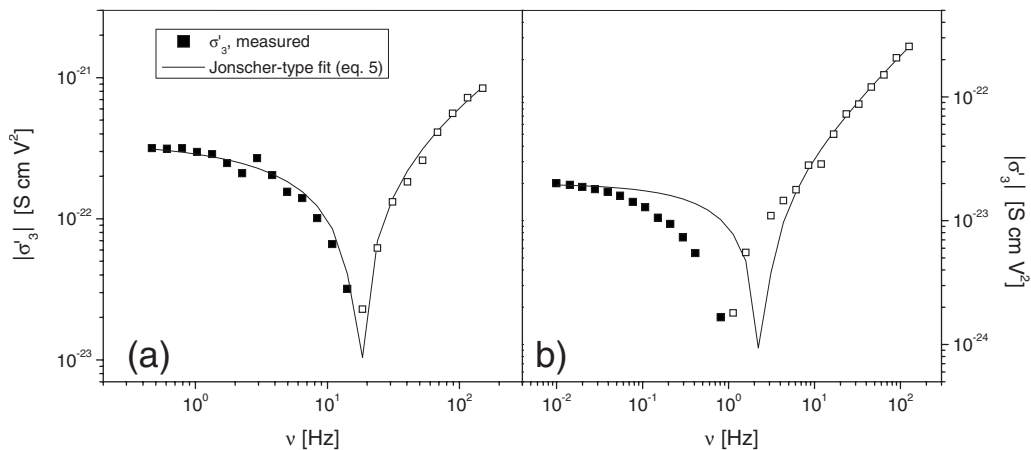 σ'₃, measured
Jonscher-type fit (eq. 5)
10⁻²¹
10⁻²²
10⁻²³
|σ'₃| [S cm V²]
(a)
10⁰ 10¹ 10²
ν [Hz]
b)
10⁻² 10⁻¹ 10⁰ 10¹ 10²
ν [Hz]
10⁻²²
10⁻²³
10⁻²⁴
|σ'₃| [S cm V²]